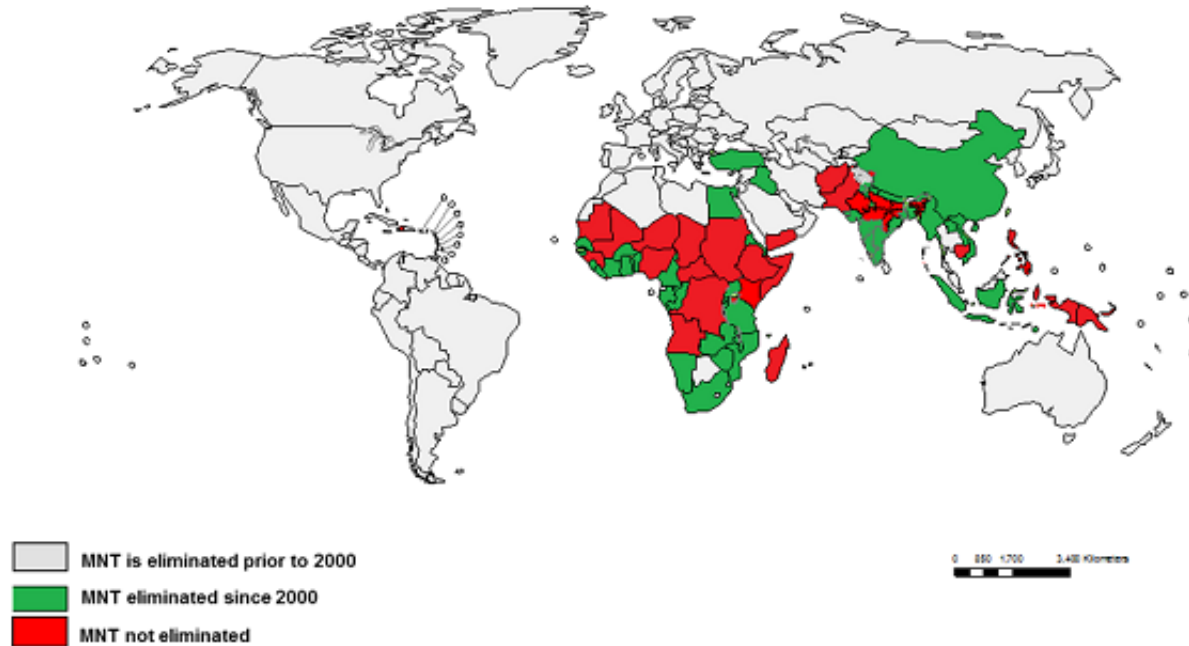 MNT is eliminated prior to 2000
MNT eliminated since 2000
MNT not eliminated
0 850 1,700 3,400 Kilometers